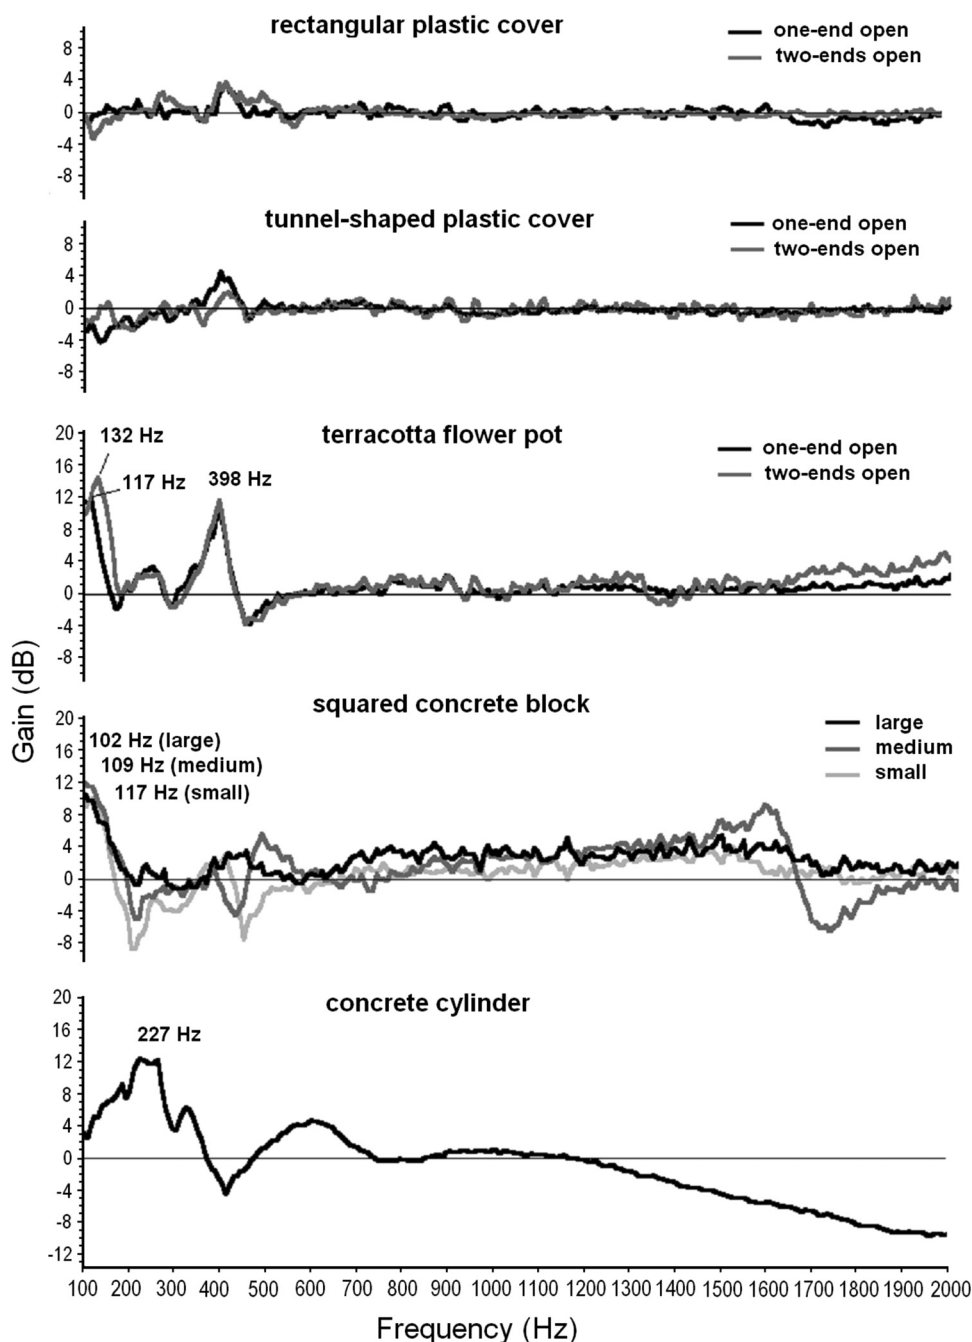 rectangular plastic cover
one-end open
two-ends open
8
4
0
-4
-8
tunnel-shaped plastic cover
one-end open
two-ends open
8
4
0
-4
-8
terracotta flower pot
one-end open
two-ends open
132 Hz
117 Hz
398 Hz
20
16
12
8
4
0
-4
-8
Gain (dB)
squared concrete block
large
medium
small
102 Hz (large)
109 Hz (medium)
117 Hz (small)
20
16
12
8
4
0
-4
-8
concrete cylinder
227 Hz
20
16
12
8
4
0
-4
-8
-12
100 200 300 400 500 600 700 800 900 1000 1100 1200 1300 1400 1500 1600 1700 1800 1900 2000
Frequency (Hz)